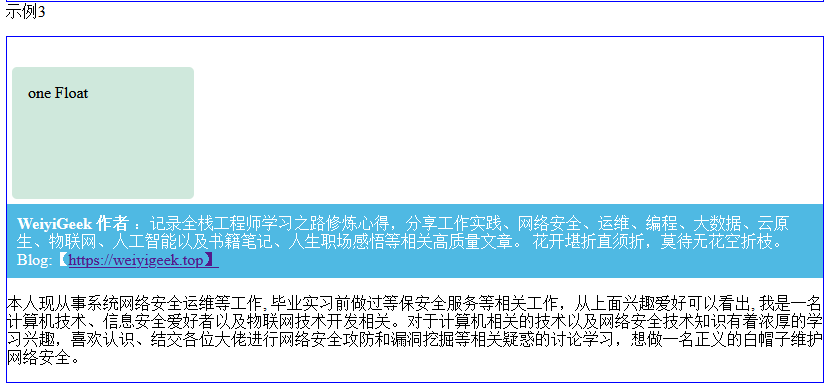 示例3
one Float
WeiyiGeek 作者 ：记录全栈工程师学习之路修炼心得，分享工作实践、网络安全、运维、编程、大数据、云原
生、物联网、人工智能以及书籍笔记、人生职场感悟等相关高质量文章。 花开堪折直须折，莫待无花空折枝。
Blog:【https://weiyigeek.top】
本人现从事系统网络安全运维等工作,毕业实习前做过等保安全服务等相关工作，从上面兴趣爱好可以看出,我是一名
计算机技术、信息安全爱好者以及物联网技术开发相关。对于计算机相关的技术以及网络安全技术知识有着浓厚的学
习兴趣，喜欢认识、结交各位大佬进行网络安全攻防和漏洞挖掘等相关疑惑的讨论学习，想做一名正义的白帽子维护
网络安全。